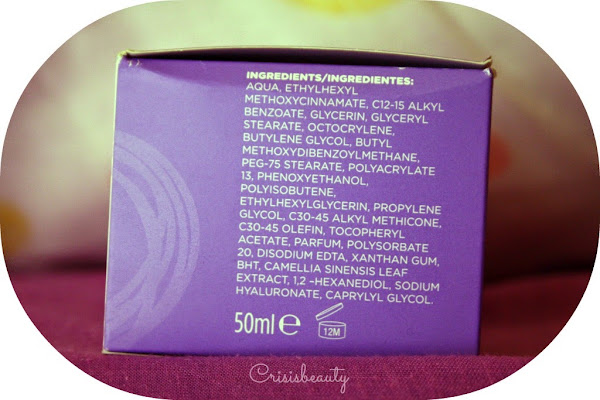 INGREDIENTS/INGREDIENTES:
AQUA, ETHYLHEXYL
METHOXYCINNAMATE, C12-15 ALKYL
BENZOATE, GLYCERIN, GLYCERYL
STEARATE, OCTOCRYLENE,
BUTYLENE GLYCOL, BUTYL
METHOXYDIBENZOYLMETHANE,
PEG-75 STEARATE, POLYACRYLATE
13, PHENOXYETHANOL,
POLYISOBUTENE,
ETHYLHEXYLGLYCERIN, PROPYLENE
GLYCOL, C30-45 ALKYL METHICONE,
C30-45 OLEFIN, TOCOPHERYL
ACETATE, PARFUM, POLYSORBATE
20, DISODIUM EDTA, XANTHAN GUM,
BHT, CAMELLIA SINENSIS LEAF
EXTRACT, 1,2 -HEXANEDIOL, SODIUM
HYALURONATE, CAPRYLYL GLYCOL.
50ml e
12M
Crisisbeauty